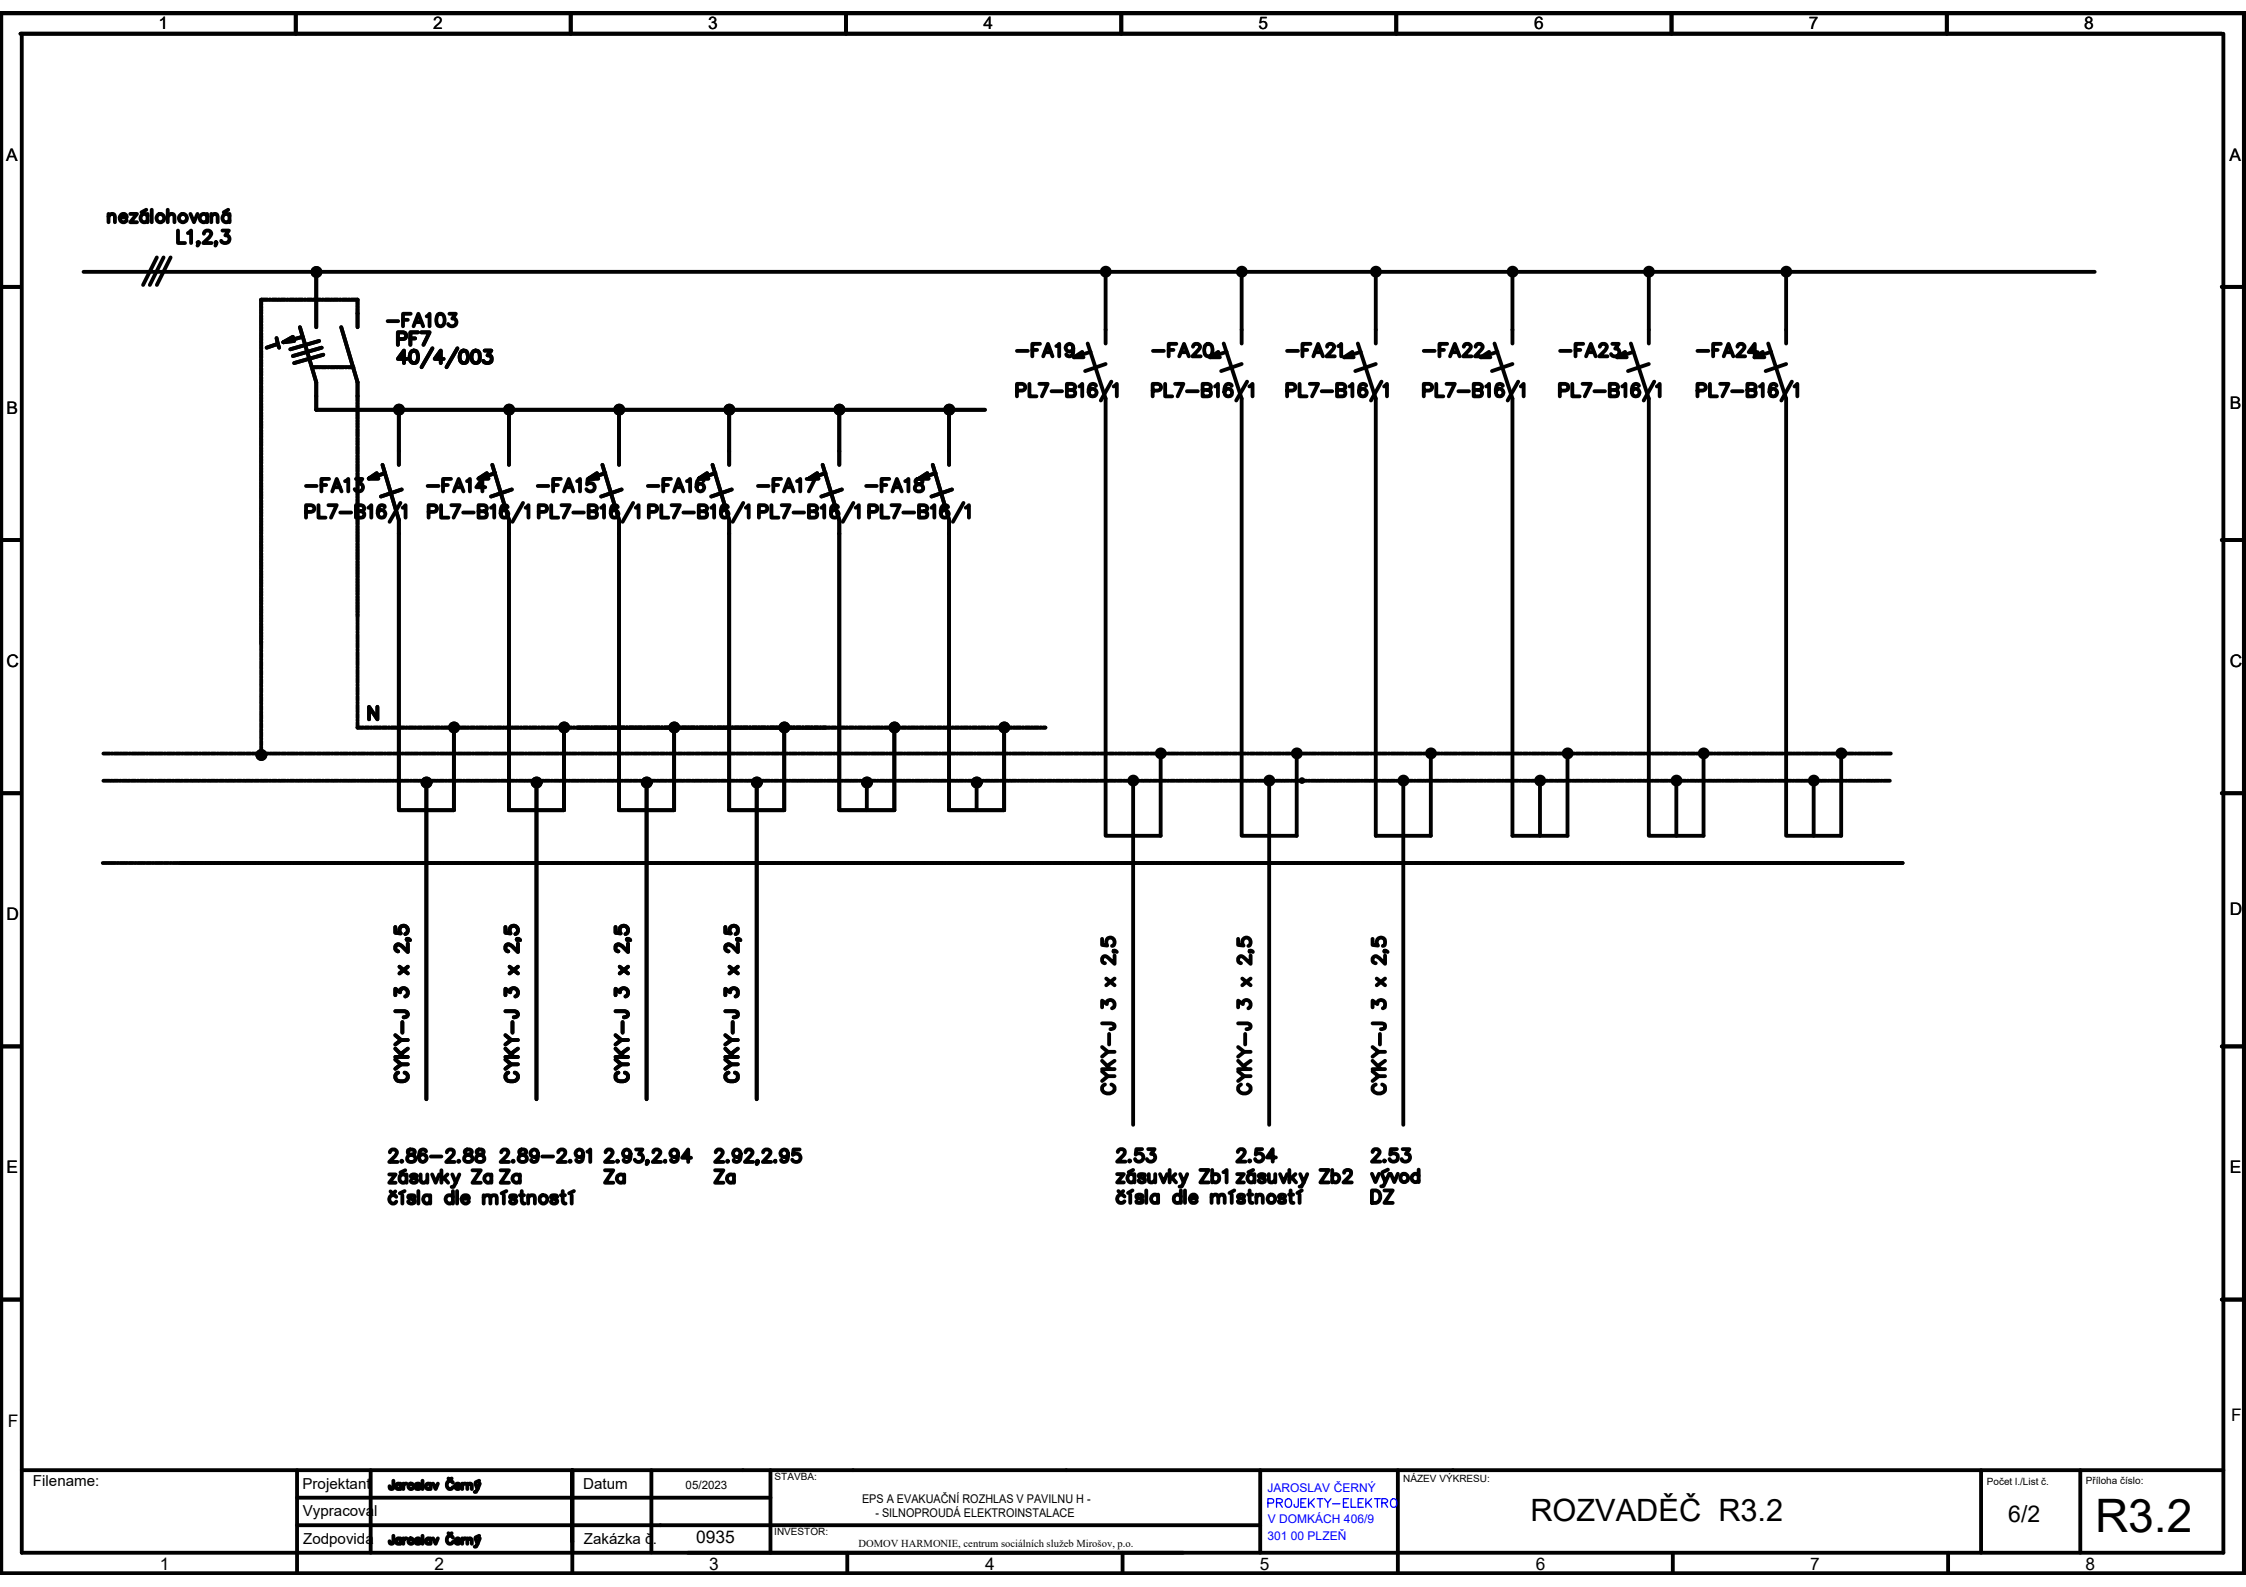 1 2 3 4 5 6 7 8
A A
nezálohovaná
L1,2,3
-FA103
PF7
40/4/003
-FA19 -FA20 -FA21 -FA22 -FA23 -FA24
PL7-B16/1 PL7-B16/1 PL7-B16/1 PL7-B16/1 PL7-B16/1 PL7-B16/1
B B
-FA13 -FA14 -FA15 -FA16 -FA17 -FA18
PL7-B16/1 PL7-B16/1 PL7-B16/1 PL7-B16/1 PL7-B16/1 PL7-B16/1
C C
N
D D
CYKY-J 3 x 2,5
CYKY-J 3 x 2,5
CYKY-J 3 x 2,5
CYKY-J 3 x 2,5
CYKY-J 3 x 2,5
CYKY-J 3 x 2,5
CYKY-J 3 x 2,5
E E
2.86-2.88 2.89-2.91 2.93,2.94 2.92,2.95
zásuvky Za Za Za Za
čísla dle místností
2.53 2.54 2.53
zásuvky Zb1 zásuvky Zb2 vývod
čísla dle místností DZ
F F
Filename:
Projektant Jaroslav Černý
Vypracoval
Zodpovídá Jaroslav Černý
Datum 05/2023
Zakázka č. 0935
STAVBA:
EPS A EVAKUAČNÍ ROZHLAS V PAVILNU H -
- SILNOPROUDÁ ELEKTROINSTALACE
INVESTOR:
DOMOV HARMONIE, centrum sociálních služeb Mirošov, p.o.
JAROSLAV ČERNÝ
PROJEKTY-ELEKTRO
V DOMKÁCH 406/9
301 00 PLZEŇ
NÁZEV VÝKRESU:
ROZVADĚČ R3.2
Počet l./List č.
6/2
Příloha číslo:
R3.2
1 2 3 4 5 6 7 8